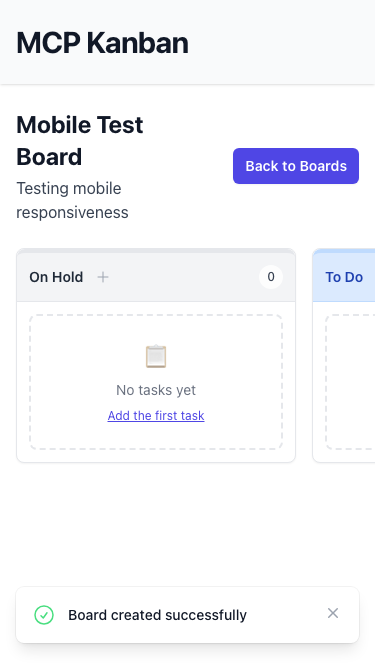 MCP Kanban
Mobile Test
Board
Testing mobile
responsiveness
Back to Boards
On Hold
0
To Do
No tasks yet
Add the first task
Board created successfully